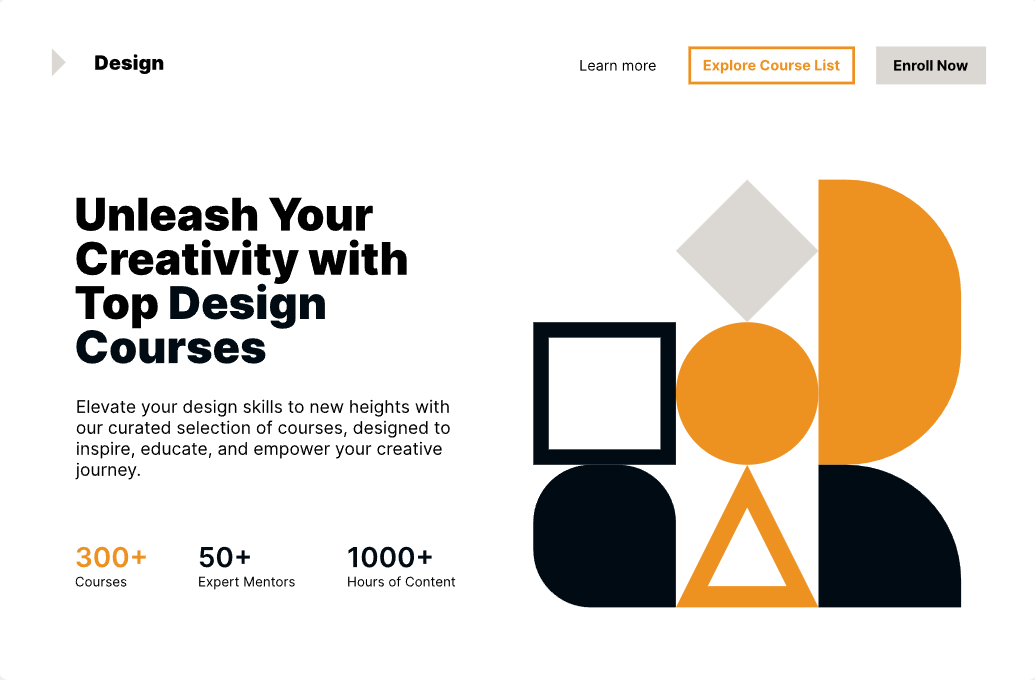 Design
Learn more
Explore Course List
Enroll Now
Unleash Your
Creativity with
Top Design
Courses
Elevate your design skills to new heights with
our curated selection of courses, designed to
inspire, educate, and empower your creative
journey.
300+
50+
1000+
Courses
Expert Mentors
Hours of Content